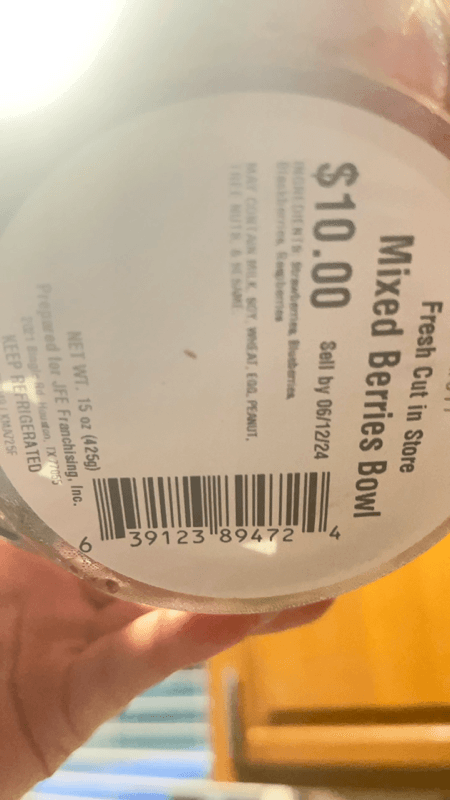 Fresh Cut in Store
Mixed Berries Bowl
$10.00 Sell by 06/12/24
INGREDIENTS: Strawberries, Blueberries,
Blackberries, Raspberries
MAY CONTAIN MILK, SOY, WHEAT, EGG, PEANUT,
TREE NUTS, & SESAME
NET WT. 15 oz (425g)
Prepared for JFE Franchising, Inc.
Houston, TX 77055
KEEP REFRIGERATED
6 39123 89472 4